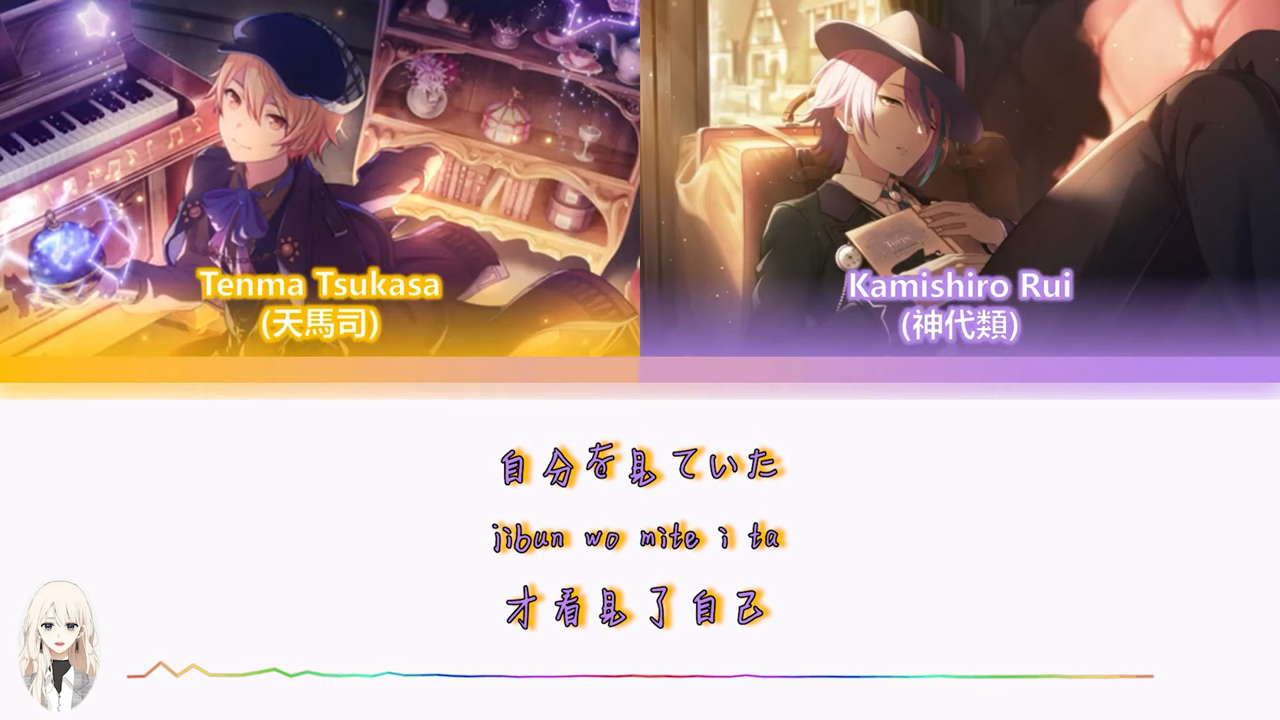 Tenma Tsukasa
(天馬司)
Kamishiro Rui
(神代類)
自分を見ていた
jibun wo mite i ta
才看見了自己